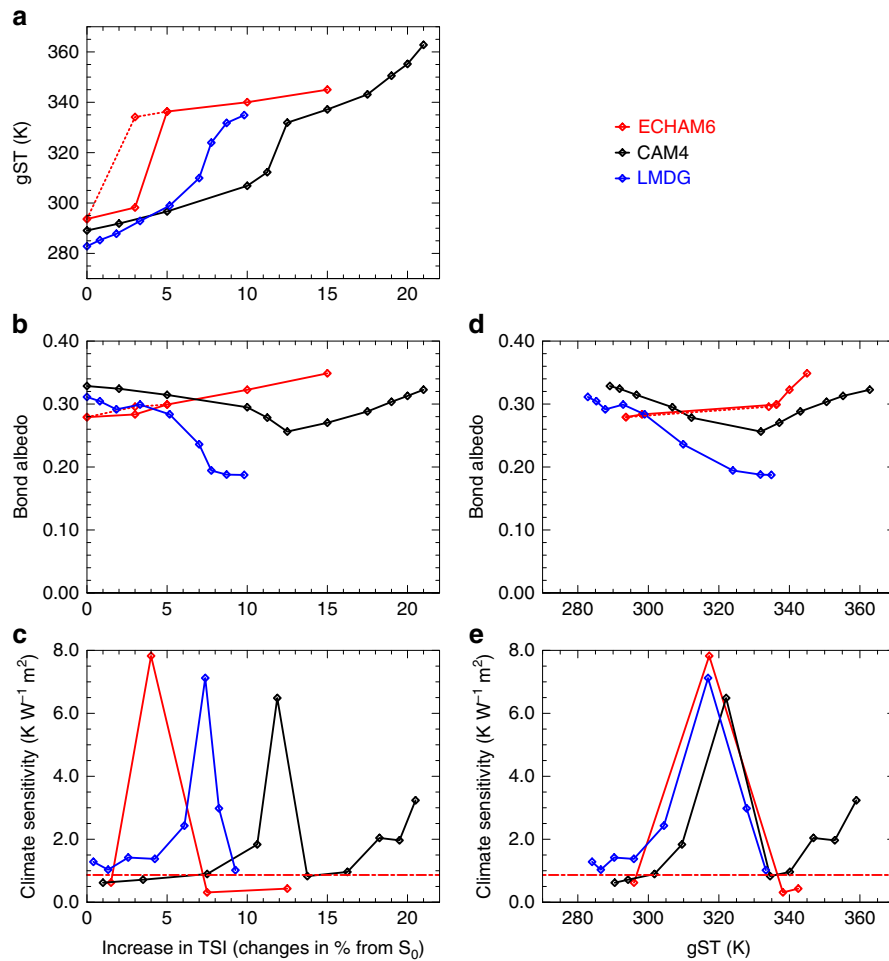 a
360
340
320
300
280
gST (K)
0 5 10 15 20
ECHAM6
CAM4
LMDG
b
0.40
0.30
0.20
0.10
0.00
Bond albedo
0 5 10 15 20
d
0.40
0.30
0.20
0.10
0.00
Bond albedo
280 300 320 340 360
c
8.0
6.0
4.0
2.0
0.0
Climate sensitivity (K W⁻¹ m²)
0 5 10 15 20
Increase in TSI (changes in % from S₀)
e
8.0
6.0
4.0
2.0
0.0
Climate sensitivity (K W⁻¹ m²)
280 300 320 340 360
gST (K)